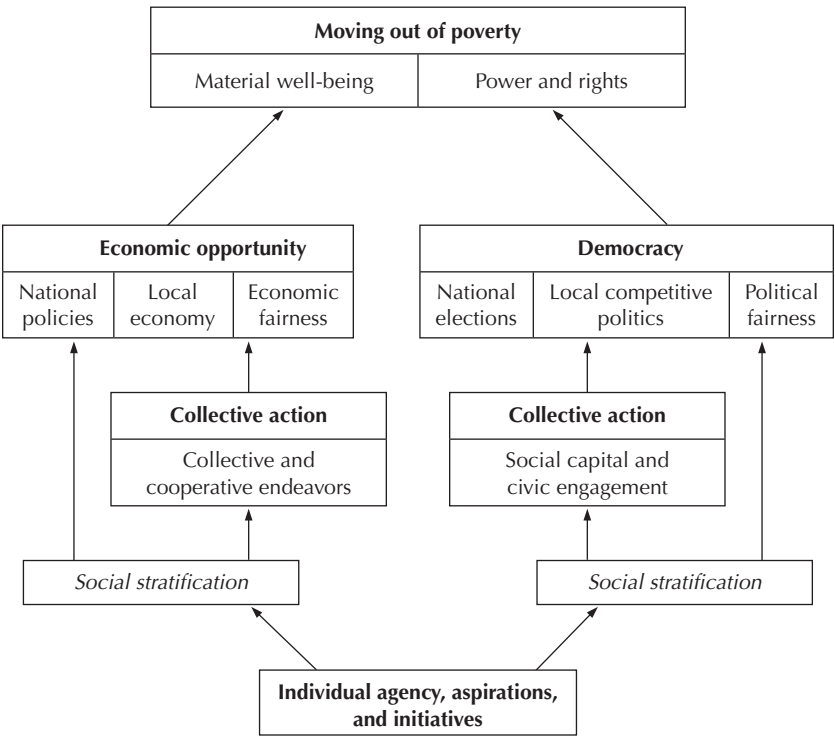 Moving out of poverty
Material well-being
Power and rights
Economic opportunity
National
policies
Local
economy
Economic
fairness
Democracy
National
elections
Local competitive
politics
Political
fairness
Collective action
Collective and
cooperative endeavors
Collective action
Social capital and
civic engagement
Social stratification
Social stratification
Individual agency, aspirations,
and initiatives